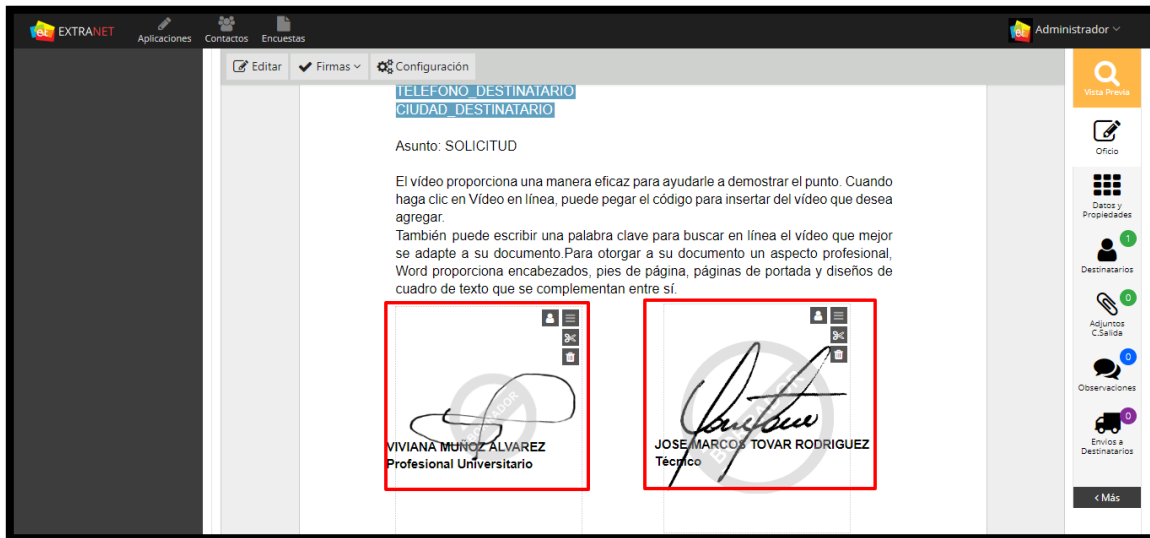 EXTRANET
Aplicaciones
Contactos
Encuestas
Administrador
Editar
Firmas
Configuración
TELEFONO_DESTINATARIO
CIUDAD_DESTINATARIO
Asunto: SOLICITUD
El vídeo proporciona una manera eficaz para ayudarle a demostrar el punto. Cuando
haga clic en Vídeo en línea, puede pegar el código para insertar del vídeo que desea
agregar.
También puede escribir una palabra clave para buscar en línea el vídeo que mejor
se adapte a su documento.Para otorgar a su documento un aspecto profesional,
Word proporciona encabezados, pies de página, páginas de portada y diseños de
cuadro de texto que se complementan entre sí.
BORRADOR
VIVIANA MUÑOZ ALVAREZ
Profesional Universitario
BORRADOR
JOSE MARCOS TOVAR RODRIGUEZ
Técnico
Vista Previa
Oficio
Datos y
Propiedades
1
Destinatarios
0
Adjuntos
C.Salida
0
Observaciones
0
Envios a
Destinatarios
< Más